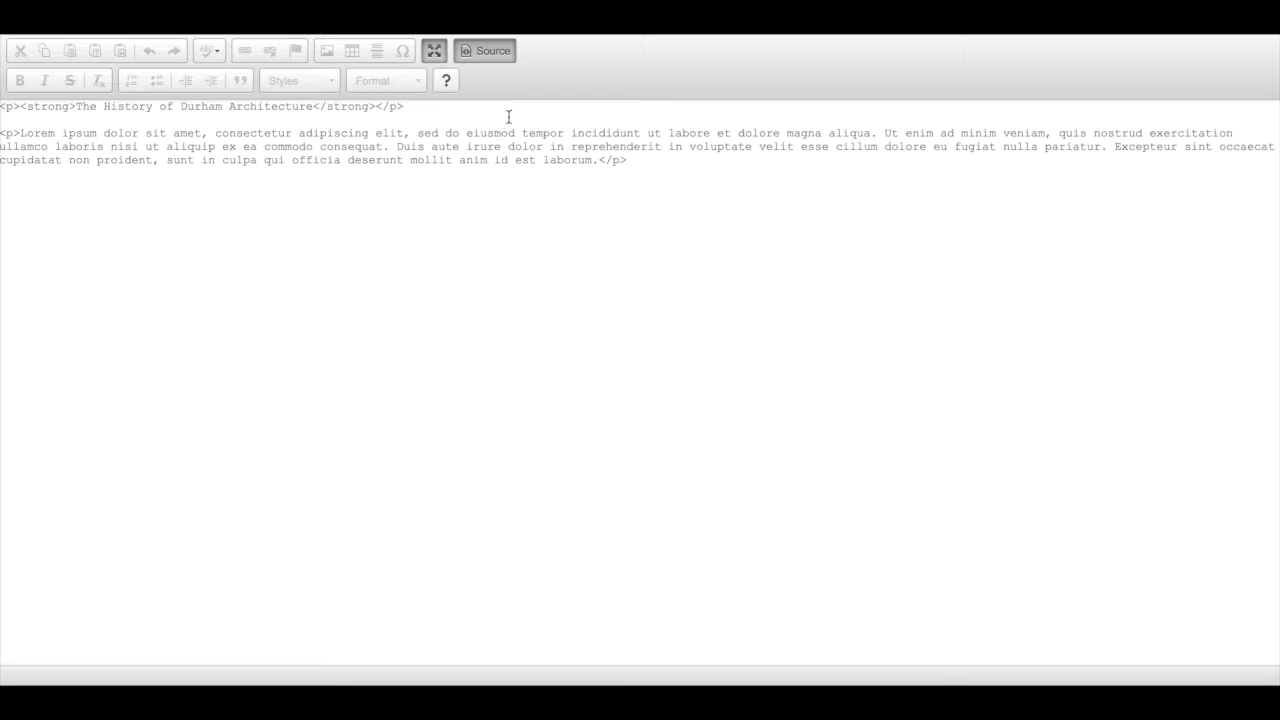 ABC
Ω
Source
B I S Tx
Styles
Format
?
<p><strong>The History of Durham Architecture</strong></p>
<p>Lorem ipsum dolor sit amet, consectetur adipiscing elit, sed do eiusmod tempor incididunt ut labore et dolore magna aliqua. Ut enim ad minim veniam, quis nostrud exercitation
ullamco laboris nisi ut aliquip ex ea commodo consequat. Duis aute irure dolor in reprehenderit in voluptate velit esse cillum dolore eu fugiat nulla pariatur. Excepteur sint occaecat
cupidatat non proident, sunt in culpa qui officia deserunt mollit anim id est laborum.</p>